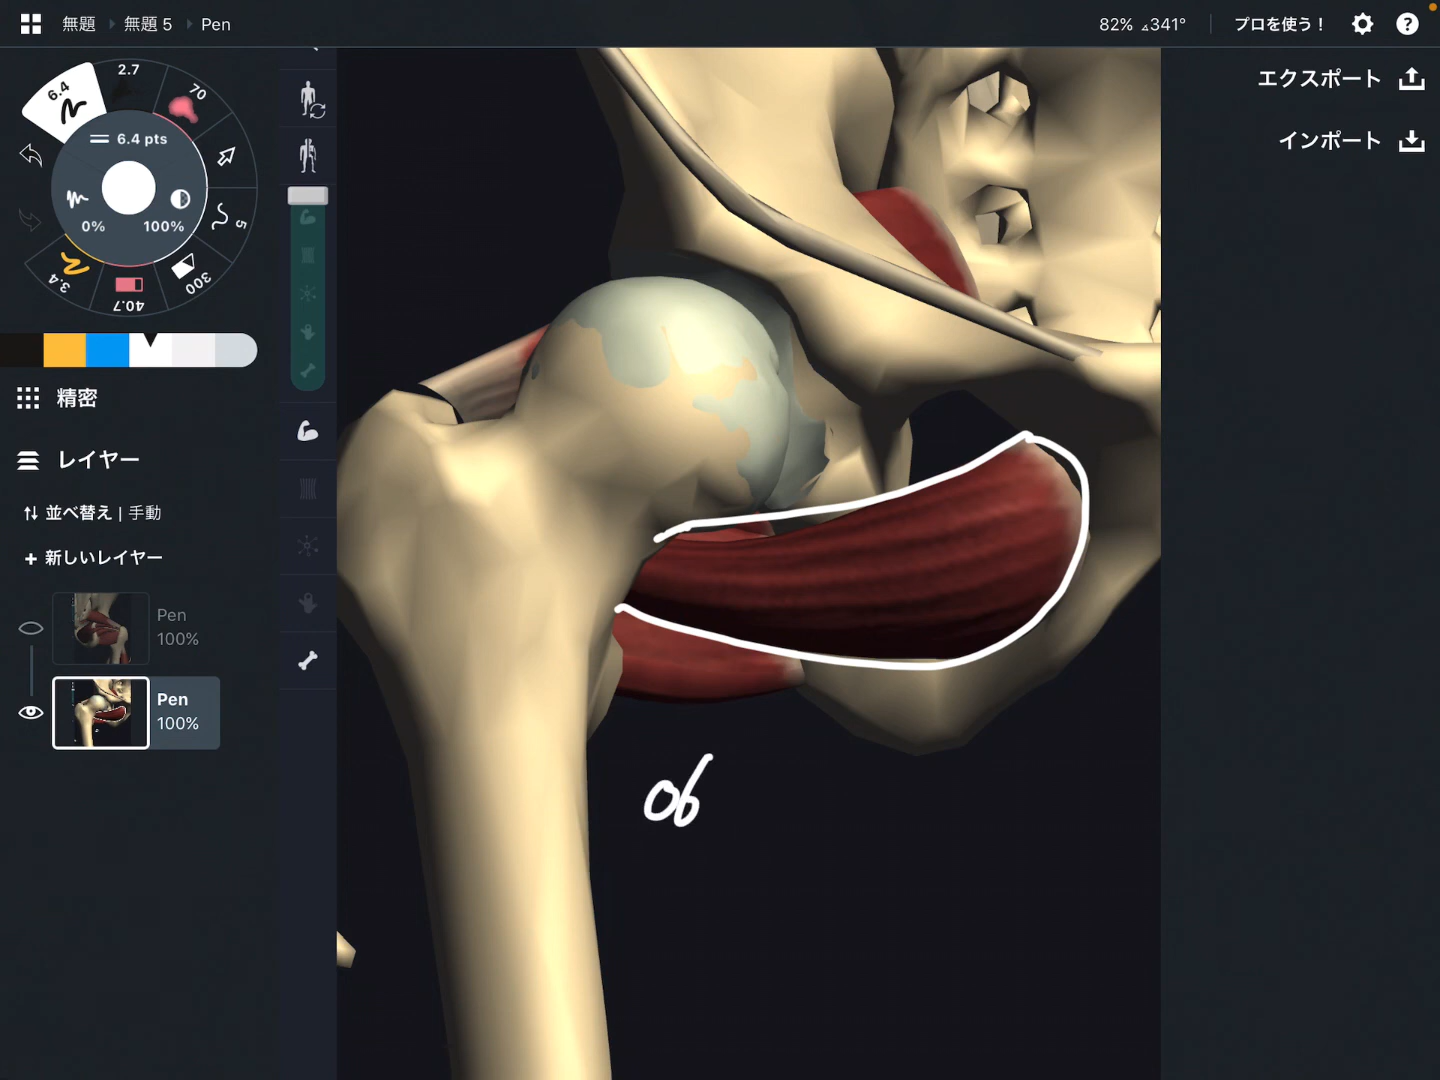 無題 無題 5 Pen
82% ∡341°
プロを使う！
エクスポート
インポート
6.4
2.7
70
5
300
40.7
3.4
6.4 pts
0%
100%
精密
レイヤー
並べ替え | 手動
+ 新しいレイヤー
Pen
100%
Pen
100%